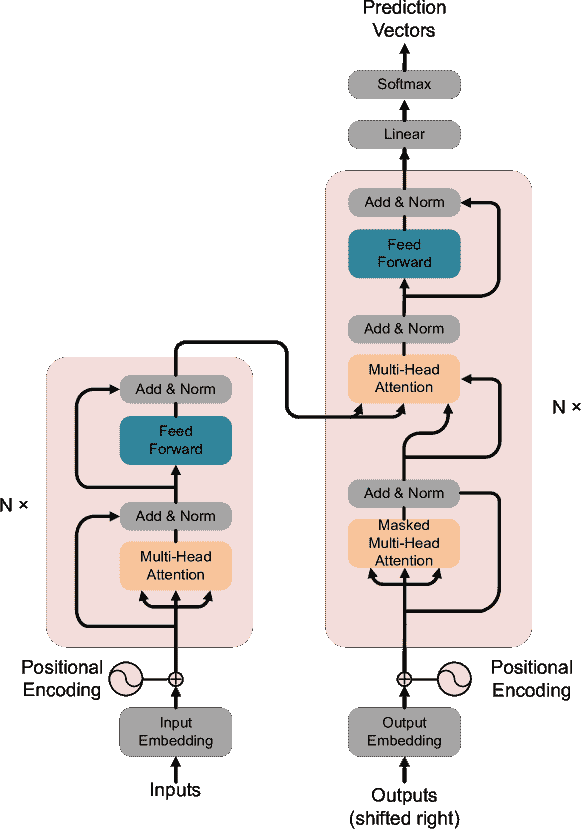 Prediction
Vectors
Softmax
Linear
Add & Norm
Feed
Forward
Add & Norm
Multi-Head
Attention
N ×
Add & Norm
Masked
Multi-Head
Attention
Positional
Encoding
Output
Embedding
Outputs
(shifted right)
Add & Norm
Feed
Forward
N ×
Add & Norm
Multi-Head
Attention
Positional
Encoding
Input
Embedding
Inputs